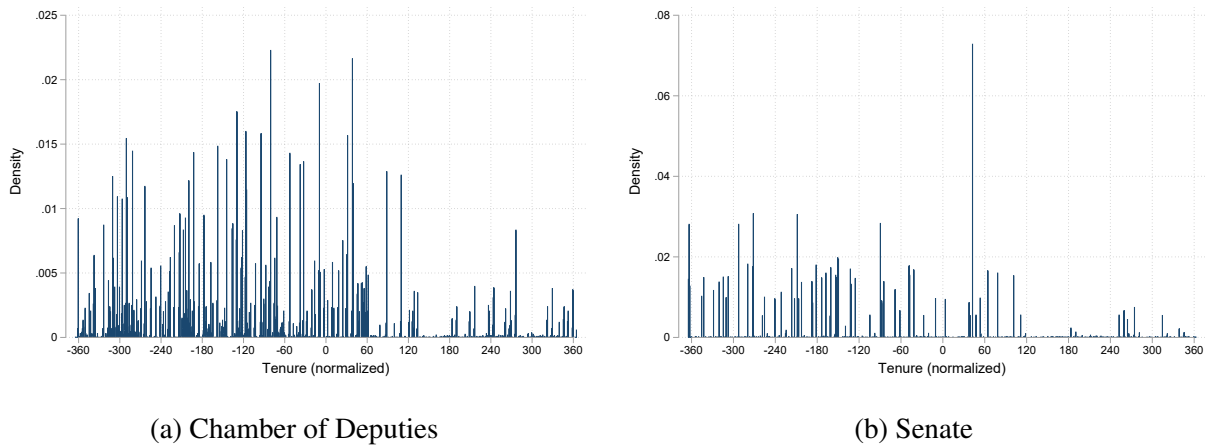 .025
.02
.015
.01
.005
0
Density
-360 -300 -240 -180 -120 -60 0 60 120 180 240 300 360
Tenure (normalized)
(a) Chamber of Deputies
.08
.06
.04
.02
0
Density
-360 -300 -240 -180 -120 -60 0 60 120 180 240 300 360
Tenure (normalized)
(b) Senate